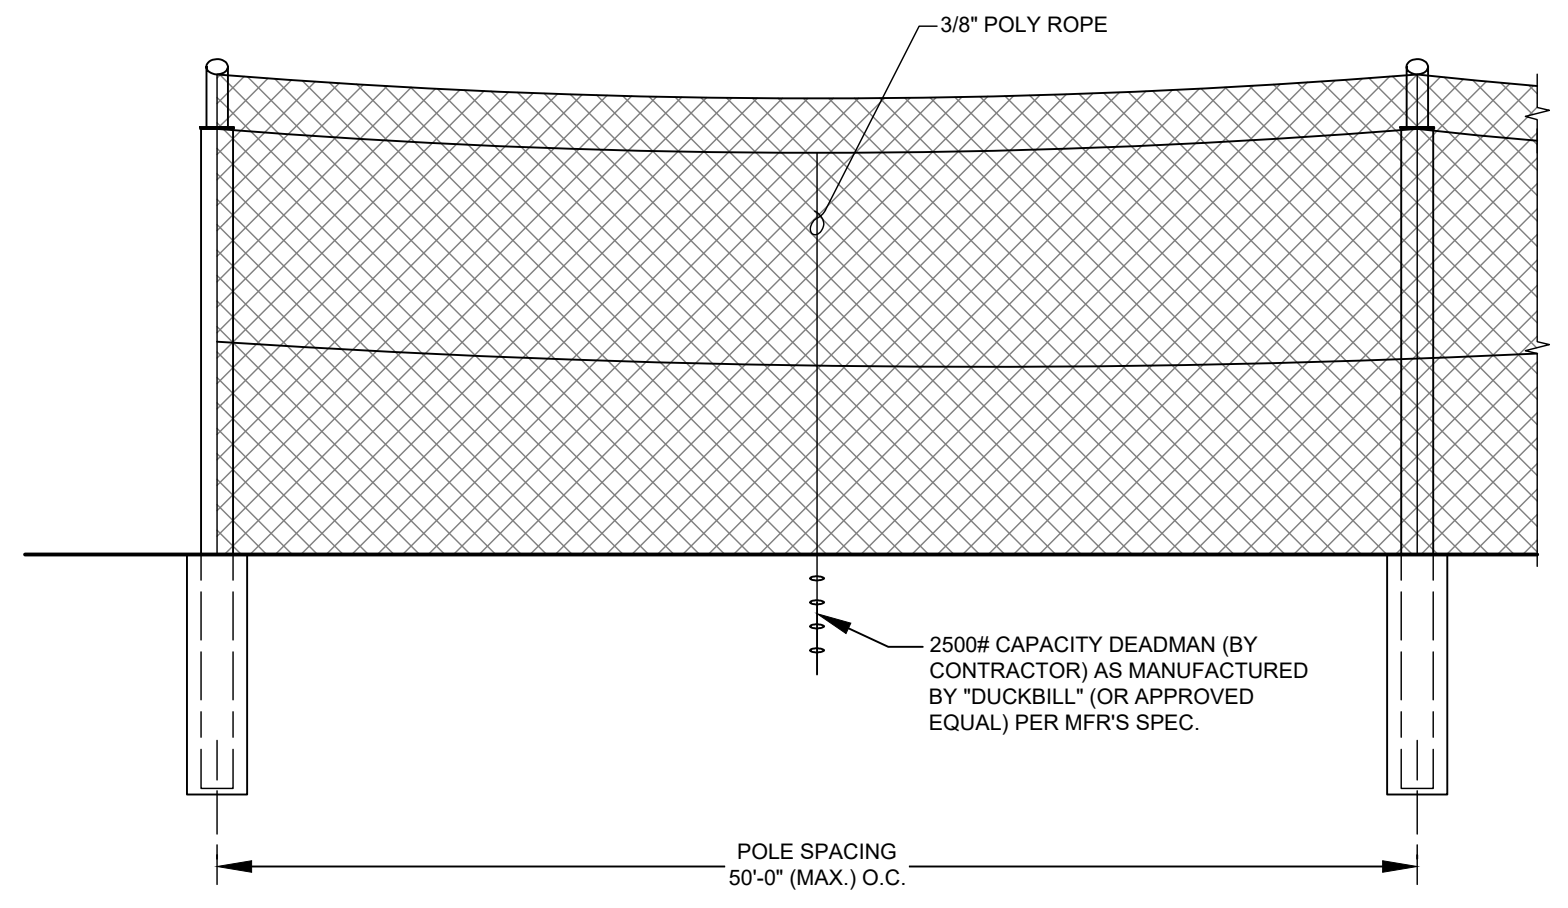 3/8" POLY ROPE
2500# CAPACITY DEADMAN (BY
CONTRACTOR) AS MANUFACTURED
BY "DUCKBILL" (OR APPROVED
EQUAL) PER MFR'S SPEC.
POLE SPACING
50'-0" (MAX.) O.C.